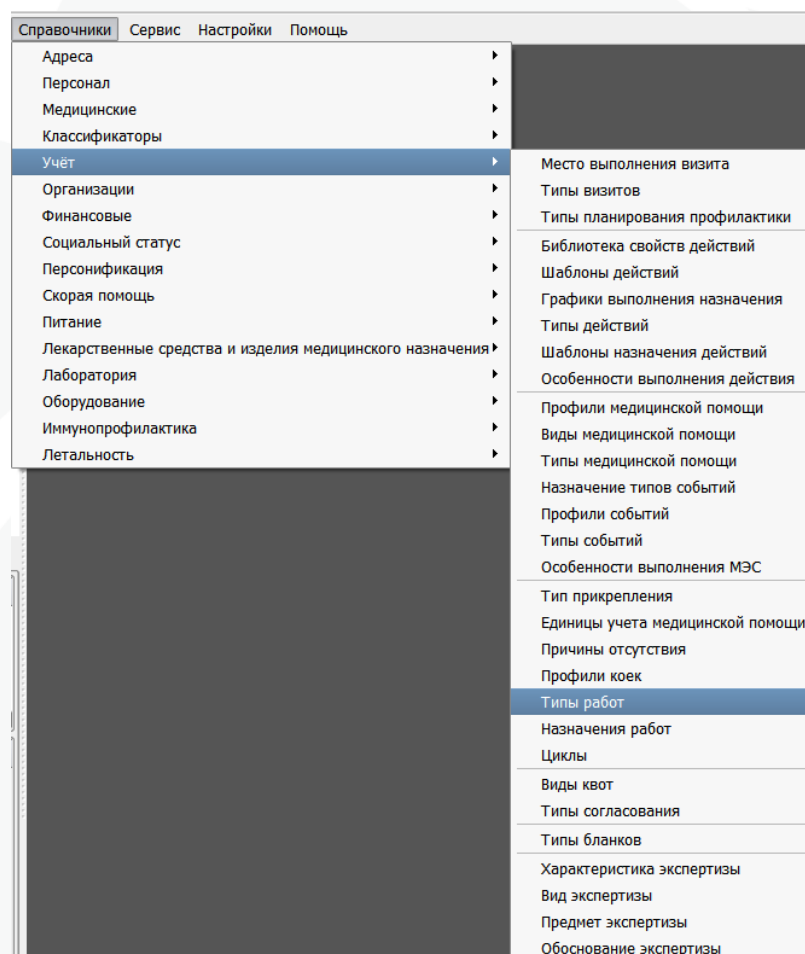 Справочники Сервис Настройки Помощь
Адреса
Персонал
Медицинские
Классификаторы
Учёт
Организации
Финансовые
Социальный статус
Персонификация
Скорая помощь
Питание
Лекарственные средства и изделия медицинского назначения
Лаборатория
Оборудование
Иммунопрофилактика
Летальность
Место выполнения визита
Типы визитов
Типы планирования профилактики
Библиотека свойств действий
Шаблоны действий
Графики выполнения назначения
Типы действий
Шаблоны назначения действий
Особенности выполнения действия
Профили медицинской помощи
Виды медицинской помощи
Типы медицинской помощи
Назначение типов событий
Профили событий
Типы событий
Особенности выполнения МЭС
Тип прикрепления
Единицы учета медицинской помощи
Причины отсутствия
Профили коек
Типы работ
Назначения работ
Циклы
Виды квот
Типы согласования
Типы бланков
Характеристика экспертизы
Вид экспертизы
Предмет экспертизы
Обоснование экспертизы